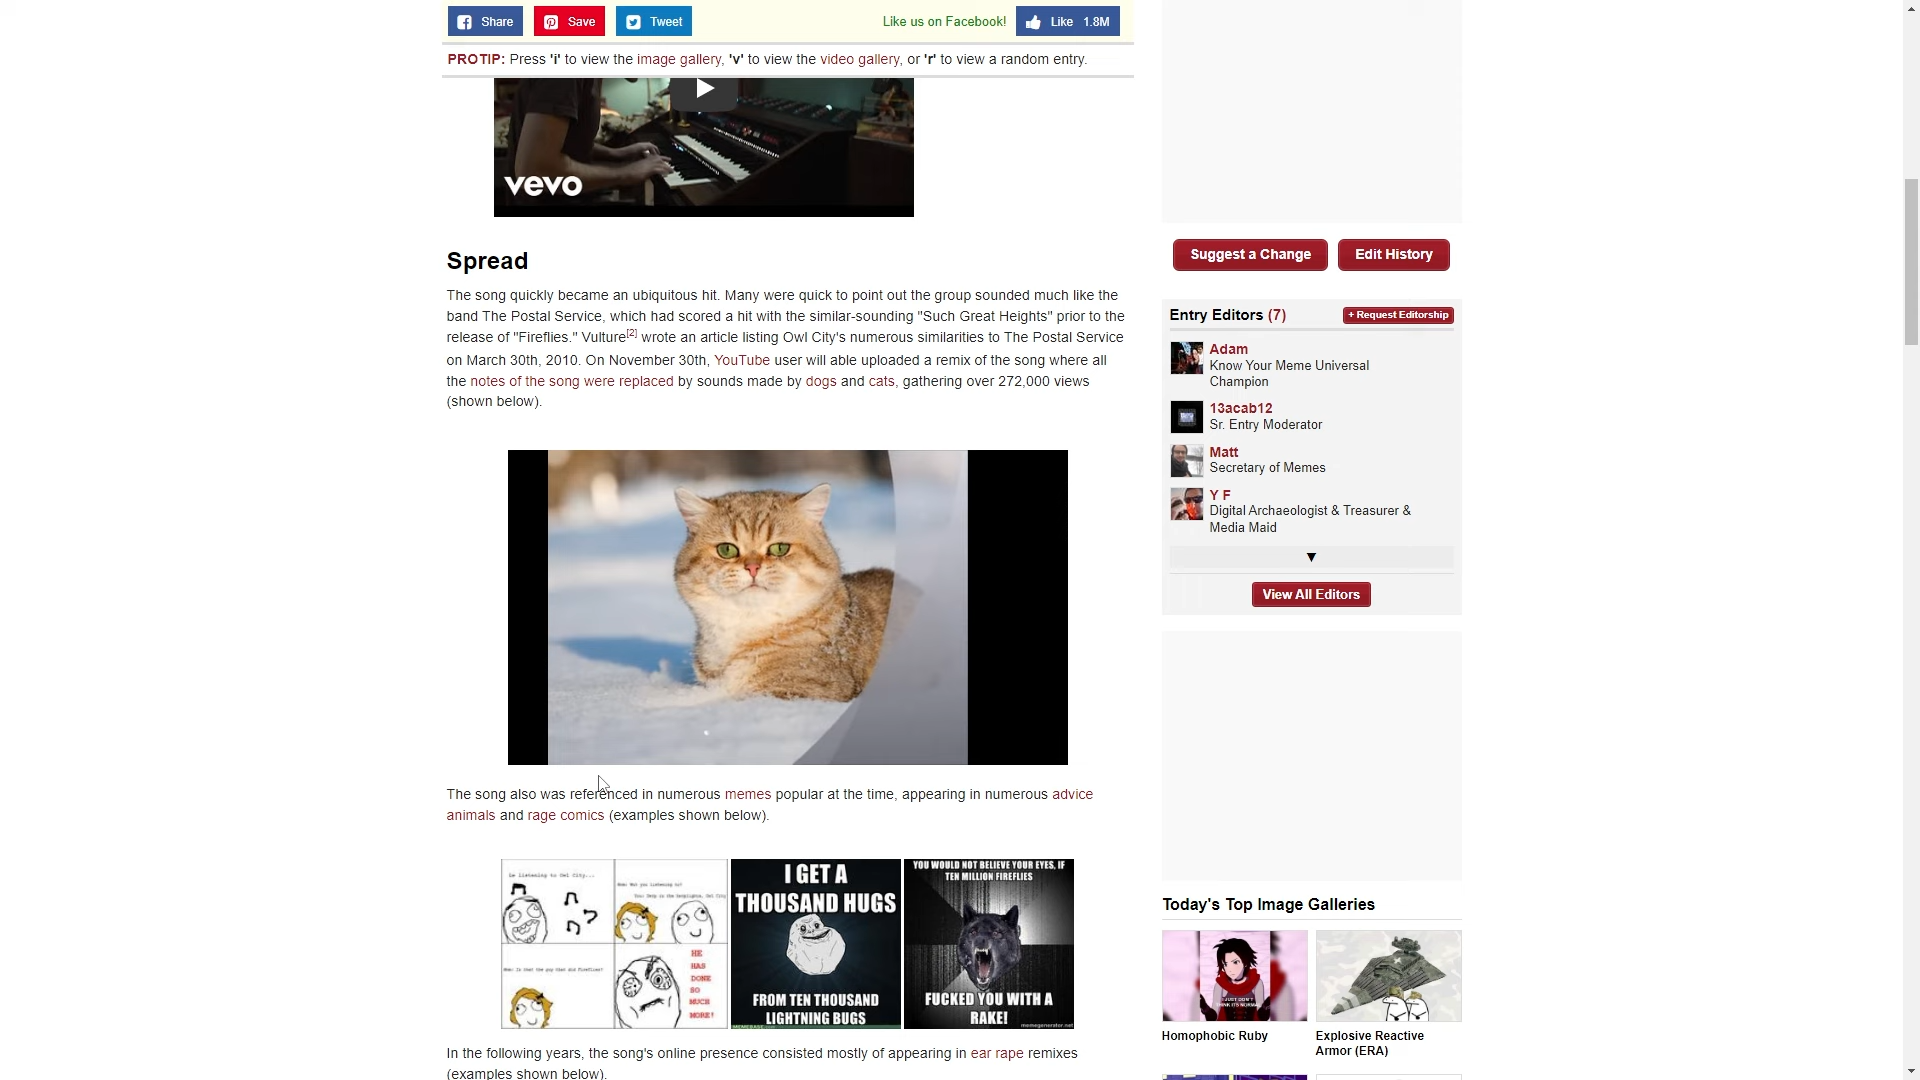 Share
Save
Tweet
Like us on Facebook!
Like 1.8M
PROTIP: Press 'i' to view the image gallery, 'v' to view the video gallery, or 'r' to view a random entry.
vevo
Spread
The song quickly became an ubiquitous hit. Many were quick to point out the group sounded much like the
band The Postal Service, which had scored a hit with the similar-sounding "Such Great Heights" prior to the
release of "Fireflies." Vulture[2] wrote an article listing Owl City's numerous similarities to The Postal Service
on March 30th, 2010. On November 30th, YouTube user will able uploaded a remix of the song where all
the notes of the song were replaced by sounds made by dogs and cats, gathering over 272,000 views
(shown below).
The song also was referenced in numerous memes popular at the time, appearing in numerous advice
animals and rage comics (examples shown below).
Le listening to Owl City...
HE
HAS
DONE
SO
MUCH
MORE!
I GET A
THOUSAND HUGS
FROM TEN THOUSAND
LIGHTNING BUGS
YOU WOULD NOT BELIEVE YOUR EYES, IF
TEN MILLION FIREFLIES
FUCKED YOU WITH A
RAKE!
memegenerator.net
In the following years, the song's online presence consisted mostly of appearing in ear rape remixes
(examples shown below).
Suggest a Change
Edit History
Entry Editors (7)
+ Request Editorship
Adam
Know Your Meme Universal
Champion
13acab12
Sr. Entry Moderator
Matt
Secretary of Memes
Y F
Digital Archaeologist & Treasurer &
Media Maid
▼
View All Editors
Today's Top Image Galleries
Homophobic Ruby
Explosive Reactive
Armor (ERA)